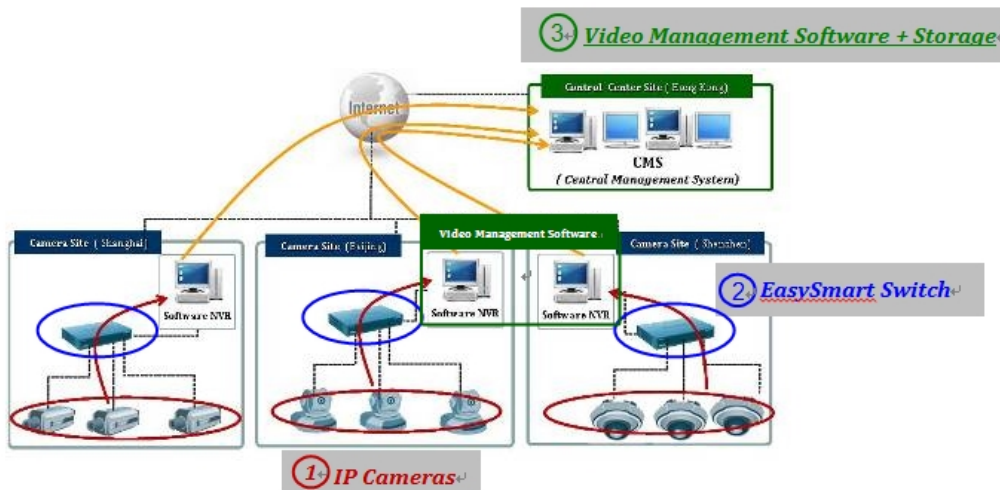 ③ Video Management Software + Storage
Control Center Site ( Hong Kong)
Internet
CMS
( Central Management System)
Camera Site ( Shanghai)
Camera Site (Beijing)
Video Management Software
Camera Site ( Shenzhen)
② EasySmart Switch
Software NVR
Software NVR
Software NVR
① IP Cameras